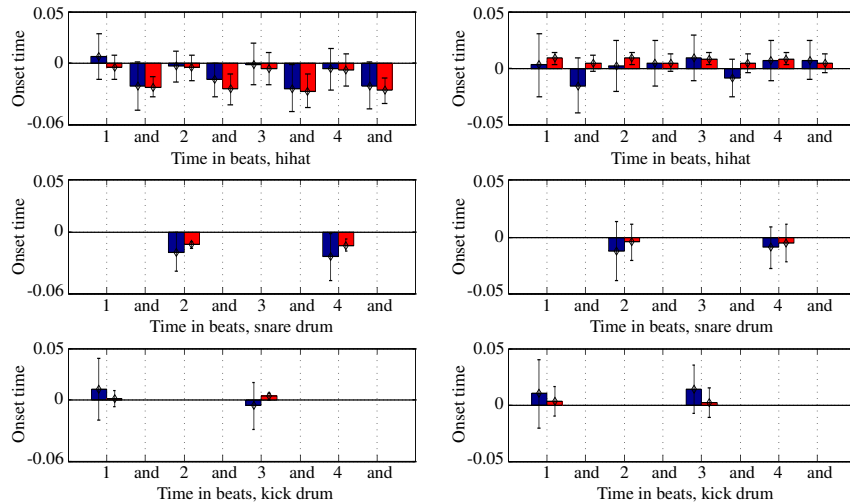 0.05
Onset time
0
-0.06
1 and 2 and 3 and 4 and
Time in beats, hihat
0.05
Onset time
0
-0.05
1 and 2 and 3 and 4 and
Time in beats, hihat
0.05
Onset time
0
-0.06
1 and 2 and 3 and 4 and
Time in beats, snare drum
0.05
Onset time
0
-0.05
1 and 2 and 3 and 4 and
Time in beats, snare drum
0.05
Onset time
0
-0.06
1 and 2 and 3 and 4 and
Time in beats, kick drum
0.05
Onset time
0
-0.05
1 and 2 and 3 and 4 and
Time in beats, kick drum